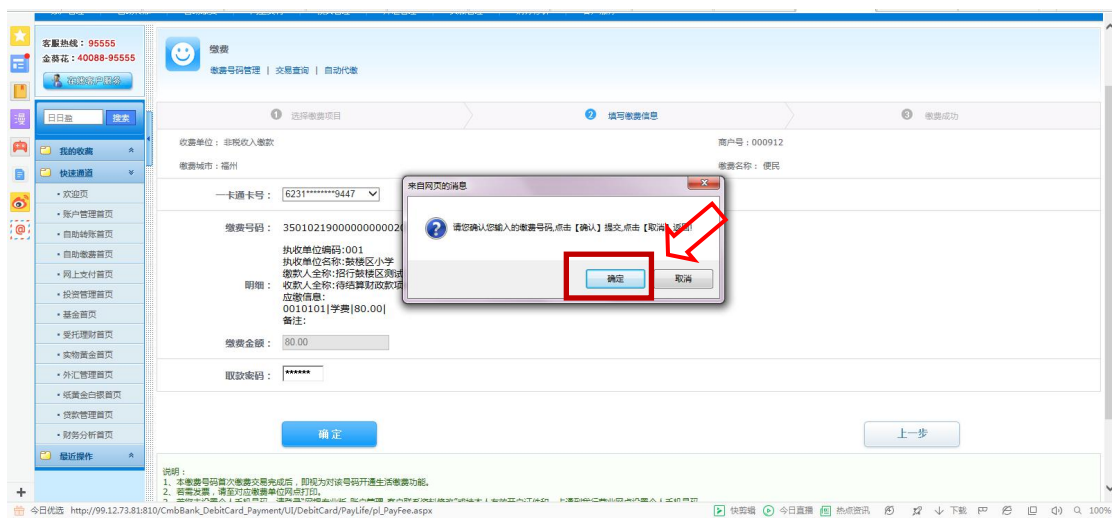 客服热线：95555
金葵花：40088-95555
在线客户服务
日日盈 搜索
我的收藏
快速通道
• 欢迎页
• 账户管理首页
• 自助转账首页
• 自助缴费首页
• 网上支付首页
• 投资管理首页
• 基金首页
• 受托理财首页
• 实物黄金首页
• 外汇管理首页
• 纸黄金白银首页
• 贷款管理首页
• 财务分析首页
最近操作
缴费
缴费号码管理 | 交易查询 | 自动代缴
1 选择缴费项目 2 填写缴费信息 3 缴费成功
收费单位：非税收入缴款 商户号：000912
缴费城市：福州 缴费名称：便民
一卡通卡号： 6231********9447
缴费号码： 3501021900000000002
明细：
执收单位编码:001
执收单位名称:鼓楼区小学
缴款人全称:招行鼓楼区测试
收款人全称:待结算财政款项
应缴信息:
0010101|学费|80.00|
备注:
缴费金额： 80.00
取款密码： ******
确定 上一步
来自网页的消息
请您确认您输入的缴费号码,点击【确认】提交,点击【取消】返回!
确定 取消
说明：
1、本缴费号码首次缴费交易完成后，即视为对该号码开通生活缴费功能。
2、若需发票，请至对应缴费单位网点打印。
今日优选 http://99.12.73.81:810/CmbBank_DebitCard_Payment/UI/DebitCard/PayLife/pl_PayFee.aspx 快剪辑 今日直播 热点资讯 下载 100%